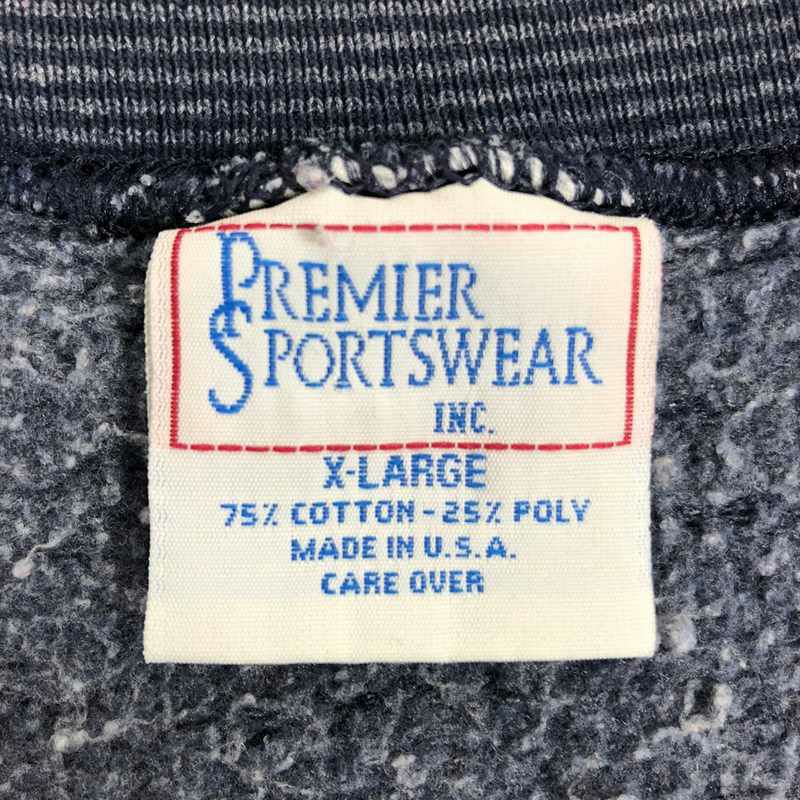 PREMIER
SPORTSWEAR
INC.
X-LARGE
75% COTTON-25% POLY
MADE IN U.S.A.
CARE OVER